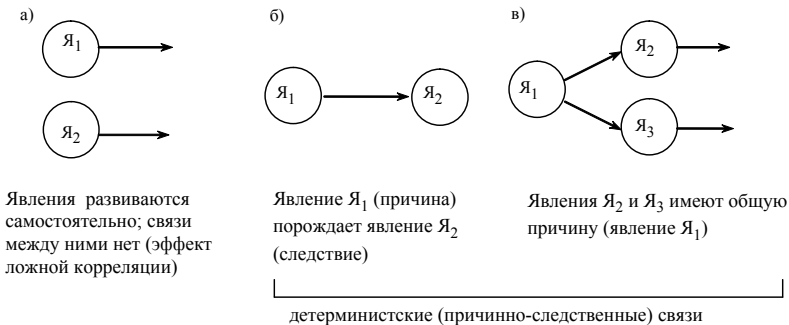 а)
Я1
Я2
Явления развиваются
самостоятельно; связи
между ними нет (эффект
ложной корреляции)
б)
Я1
Я2
Явление Я1 (причина)
порождает явление Я2
(следствие)
в)
Я1
Я2
Я3
Явления Я2 и Я3 имеют общую
причину (явление Я1)
детерминистские (причинно-следственные) связи